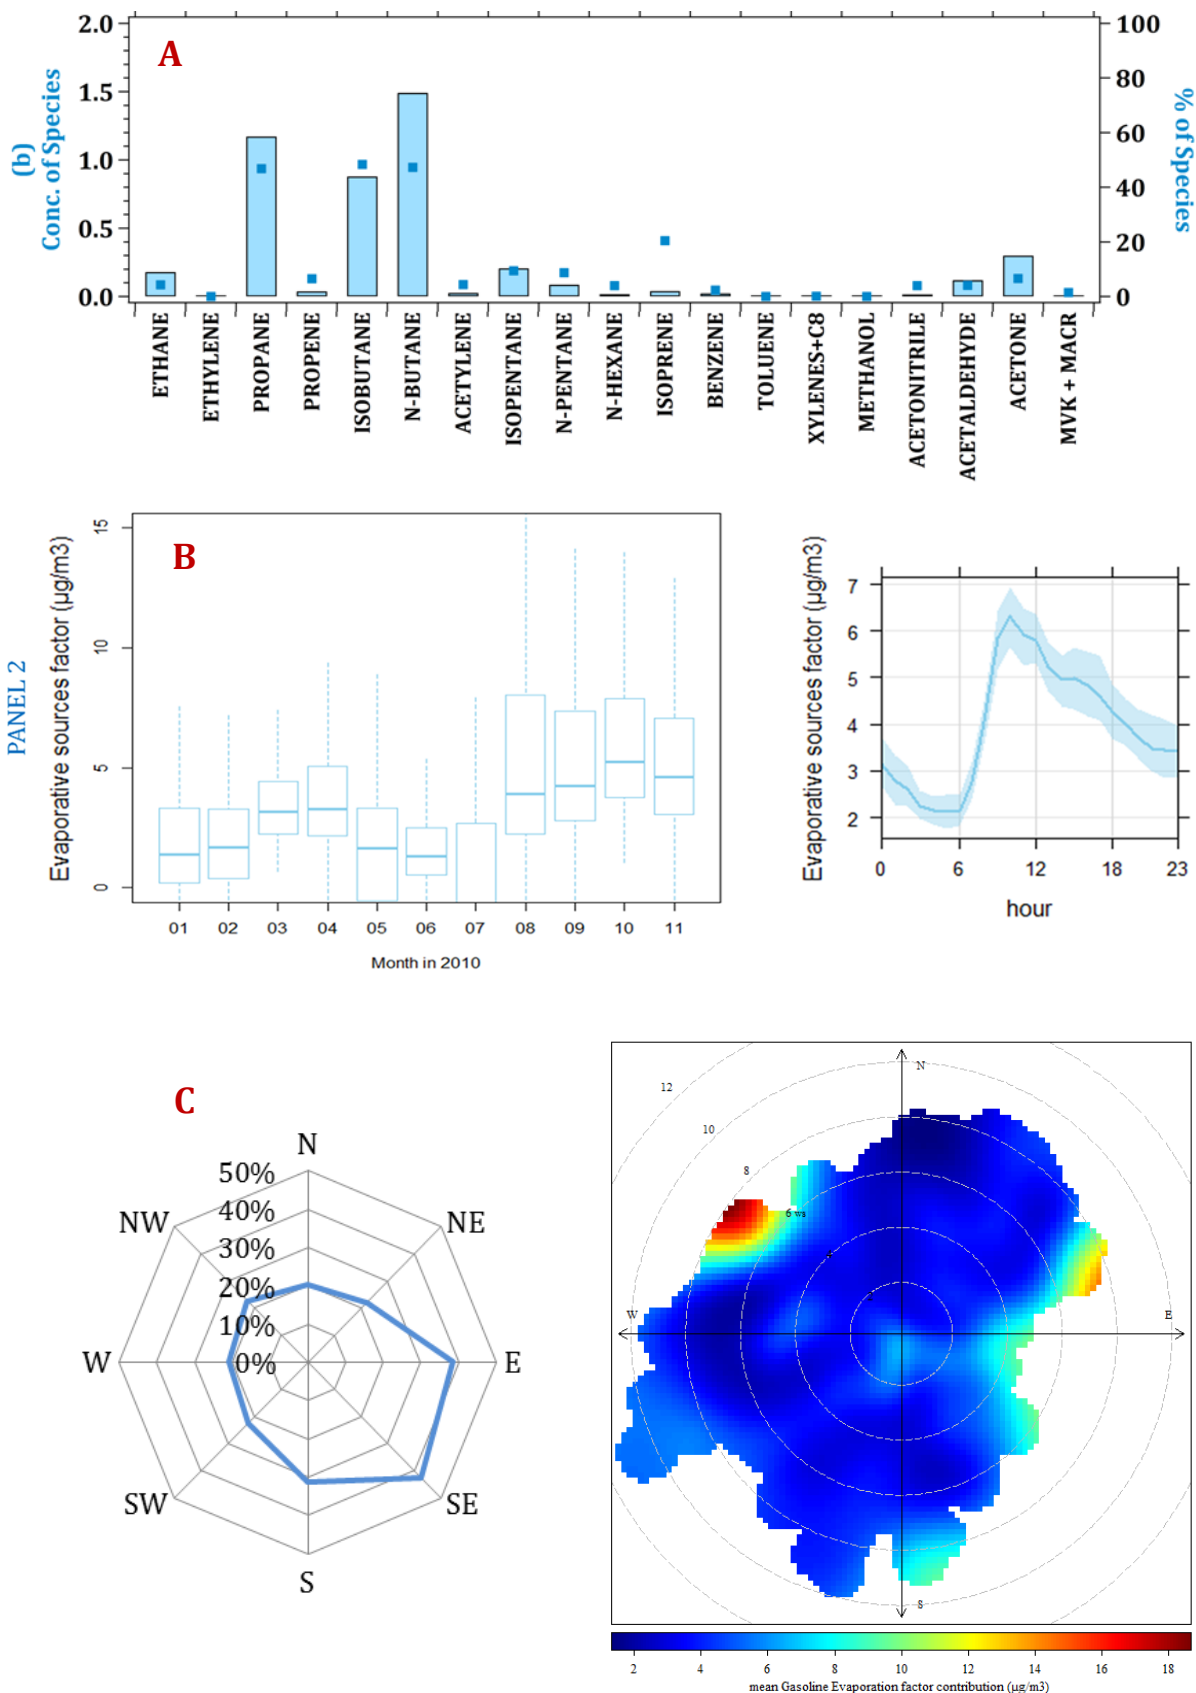 A
(b)
Conc. of Species
2.0
1.5
1.0
0.5
0.0
100
80
60
40
20
0
% of Species
ETHANE
ETHYLENE
PROPANE
PROPENE
ISOBUTANE
N-BUTANE
ACETYLENE
ISOPENTANE
N-PENTANE
N-HEXANE
ISOPRENE
BENZENE
TOLUENE
XYLENES+C8
METHANOL
ACETONITRILE
ACETALDEHYDE
ACETONE
MVK + MACR
PANEL 2
B
Evaporative sources factor (µg/m3)
15
10
5
0
01 02 03 04 05 06 07 08 09 10 11
Month in 2010
Evaporative sources factor (µg/m3)
7
6
5
4
3
2
0 6 12 18 23
hour
C
N
50%
40%
30%
20%
10%
0%
NW
NE
W
E
SW
SE
S
12
10
8
6 ws
4
N
W
E
S
2 4 6 8 10 12 14 16 18
mean Gasoline Evaporation factor contribution (µg/m3)